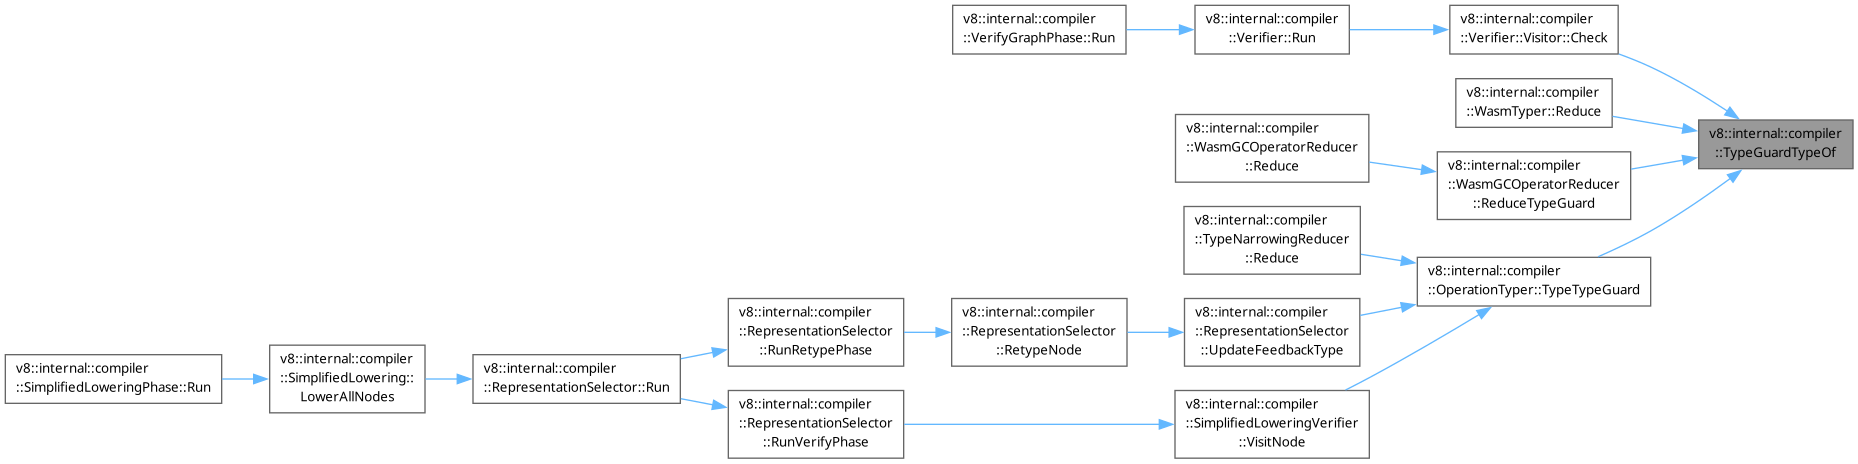 v8::internal::compiler
::VerifyGraphPhase::Run
v8::internal::compiler
::Verifier::Run
v8::internal::compiler
::Verifier::Visitor::Check
v8::internal::compiler
::WasmTyper::Reduce
v8::internal::compiler
::TypeGuardTypeOf
v8::internal::compiler
::WasmGCOperatorReducer
::Reduce
v8::internal::compiler
::WasmGCOperatorReducer
::ReduceTypeGuard
v8::internal::compiler
::TypeNarrowingReducer
::Reduce
v8::internal::compiler
::OperationTyper::TypeTypeGuard
v8::internal::compiler
::RepresentationSelector
::RunRetypePhase
v8::internal::compiler
::RepresentationSelector
::RetypeNode
v8::internal::compiler
::RepresentationSelector
::UpdateFeedbackType
v8::internal::compiler
::SimplifiedLoweringPhase::Run
v8::internal::compiler
::SimplifiedLowering::
LowerAllNodes
v8::internal::compiler
::RepresentationSelector::Run
v8::internal::compiler
::RepresentationSelector
::RunVerifyPhase
v8::internal::compiler
::SimplifiedLoweringVerifier
::VisitNode